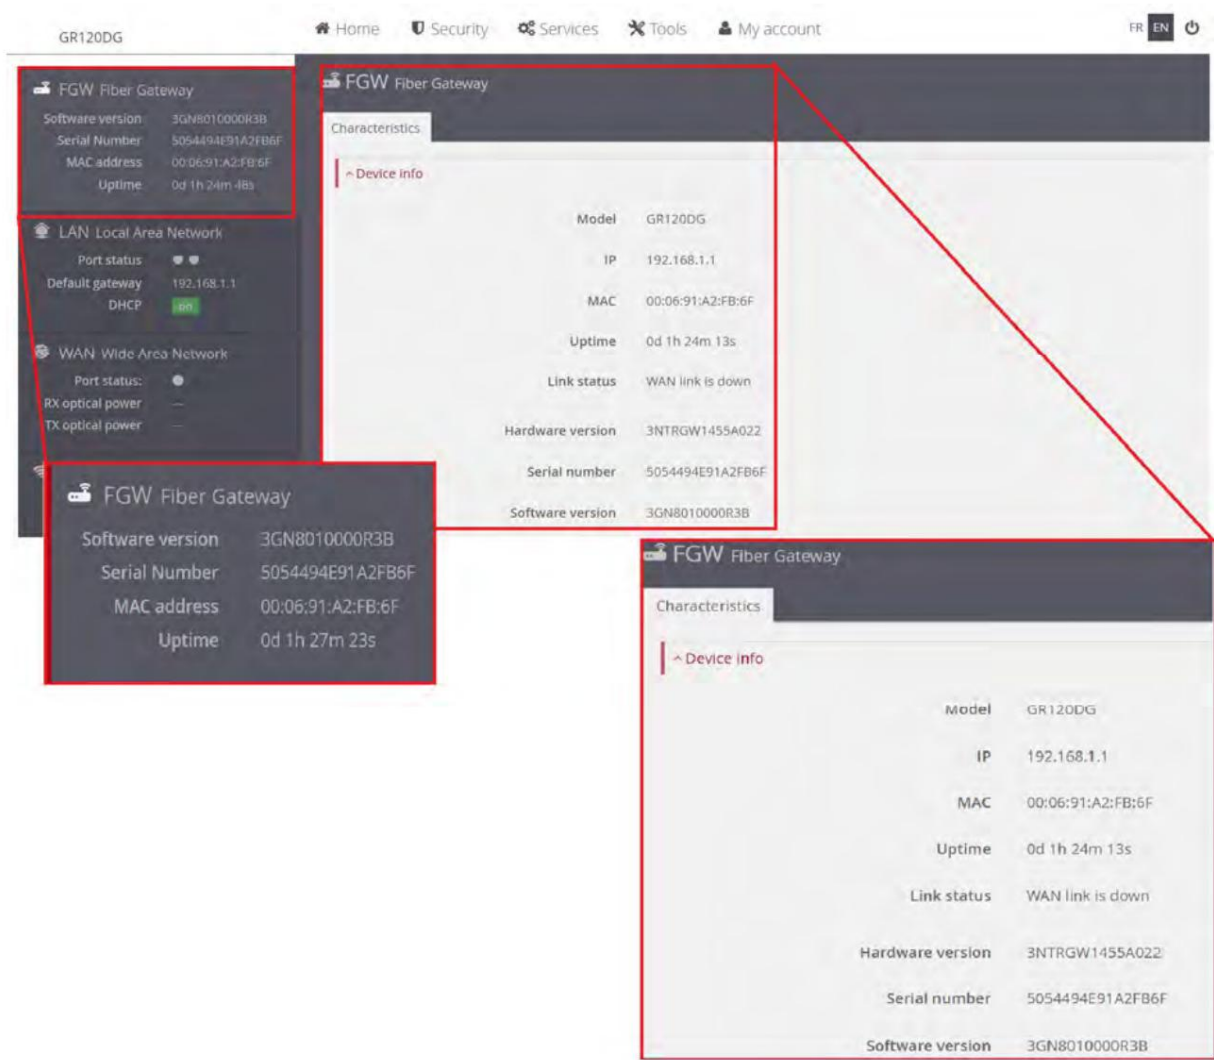 GR120DG
Home Security Services Tools My account FR EN
FGW Fiber Gateway
Software version 3GN8010000R3B
Serial Number 5054494E91A2FB6F
MAC address 00:06:91:A2:FB:6F
Uptime 0d 1h 24m 48s
LAN Local Area Network
Port status
Default gateway 192.168.1.1
DHCP on
WAN Wide Area Network
Port status:
RX optical power —
TX optical power —
FGW Fiber Gateway
Characteristics
Device info
Model GR120DG
IP 192.168.1.1
MAC 00:06:91:A2:FB:6F
Uptime 0d 1h 24m 13s
Link status WAN link is down
Hardware version 3NTRGW1455A022
Serial number 5054494E91A2FB6F
Software version 3GN8010000R3B
FGW Fiber Gateway
Software version 3GN8010000R3B
Serial Number 5054494E91A2FB6F
MAC address 00:06:91:A2:FB:6F
Uptime 0d 1h 27m 23s
FGW Fiber Gateway
Characteristics
Device info
Model GR120DG
IP 192.168.1.1
MAC 00:06:91:A2:FB:6F
Uptime 0d 1h 24m 13s
Link status WAN link is down
Hardware version 3NTRGW1455A022
Serial number 5054494E91A2FB6F
Software version 3GN8010000R3B